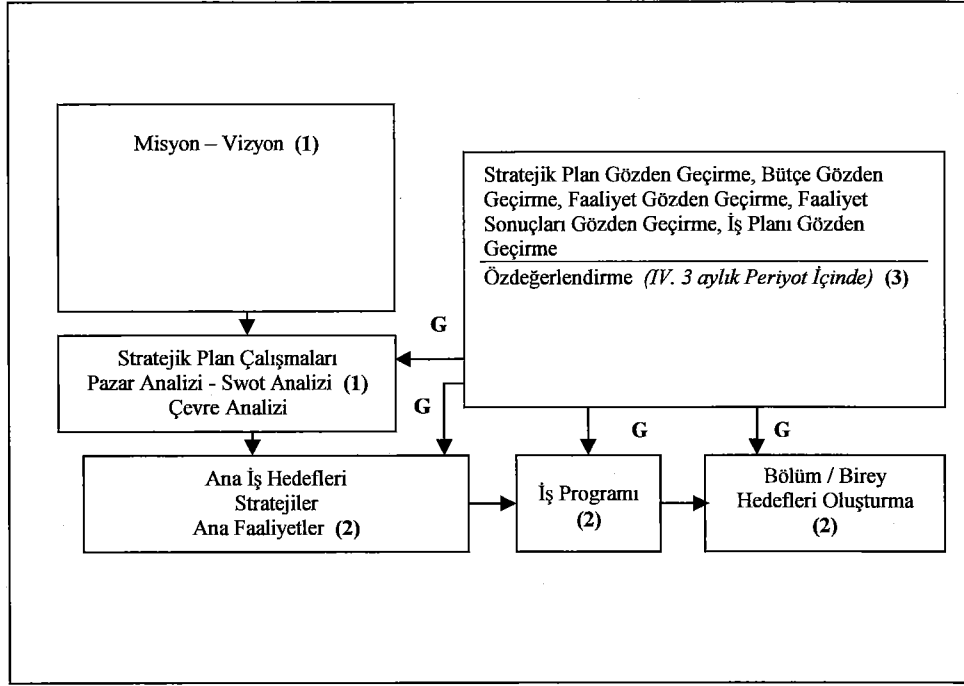 Misyon – Vizyon (1)
Stratejik Plan Gözden Geçirme, Bütçe Gözden
Geçirme, Faaliyet Gözden Geçirme, Faaliyet
Sonuçları Gözden Geçirme, İş Planı Gözden
Geçirme
Özdeğerlendirme (IV. 3 aylık Periyot İçinde) (3)
G
Stratejik Plan Çalışmaları
Pazar Analizi - Swot Analizi (1)
Çevre Analizi
G
G
G
Ana İş Hedefleri
Stratejiler
Ana Faaliyetler (2)
İş Programı
(2)
Bölüm / Birey
Hedefleri Oluşturma
(2)